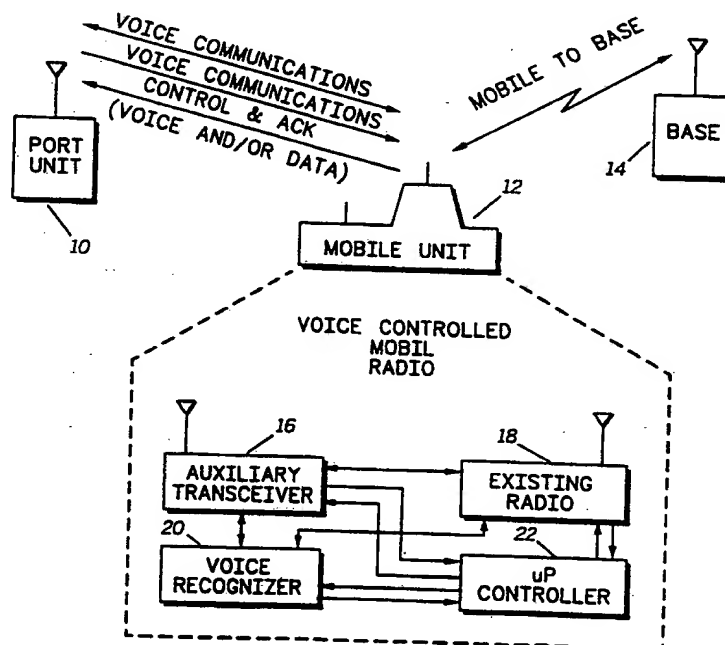 VOICE COMMUNICATIONS
VOICE COMMUNICATIONS
CONTROL & ACK
(VOICE AND/OR DATA)
MOBILE TO BASE
PORT
UNIT
10
BASE
14
12
MOBILE UNIT
VOICE CONTROLLED
MOBIL
RADIO
16
AUXILIARY
TRANSCEIVER
18
EXISTING
RADIO
20
VOICE
RECOGNIZER
22
uP
CONTROLLER